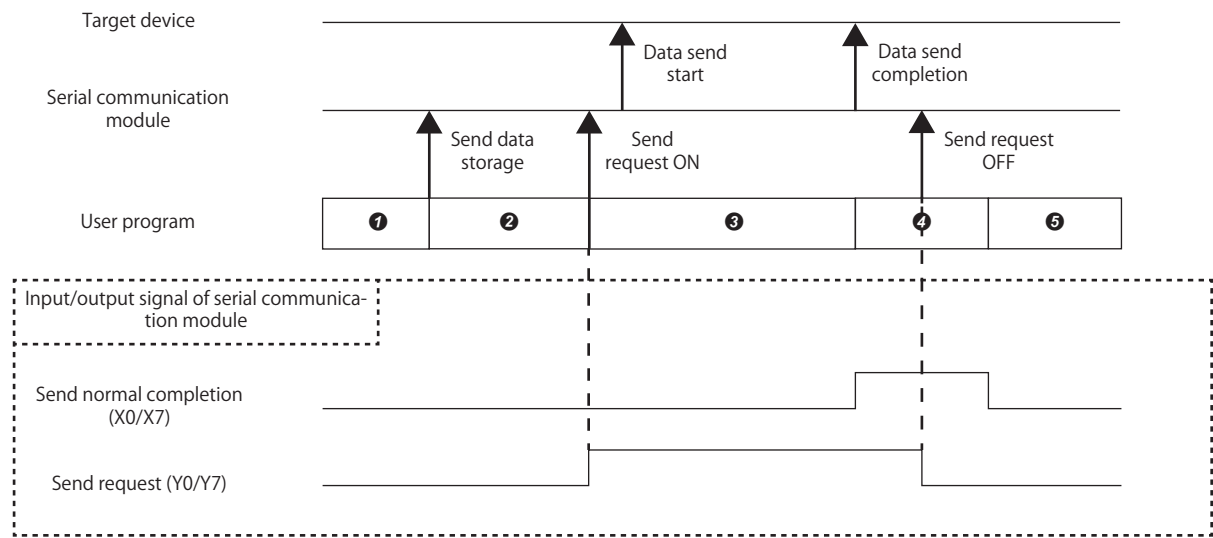 Target device
Data send
start
Data send
completion
Serial communication
module
Send data
storage
Send
request ON
Send request
OFF
User program
❶
❷
❸
❹
❺
Input/output signal of serial communica-
tion module
Send normal completion
(X0/X7)
Send request (Y0/Y7)